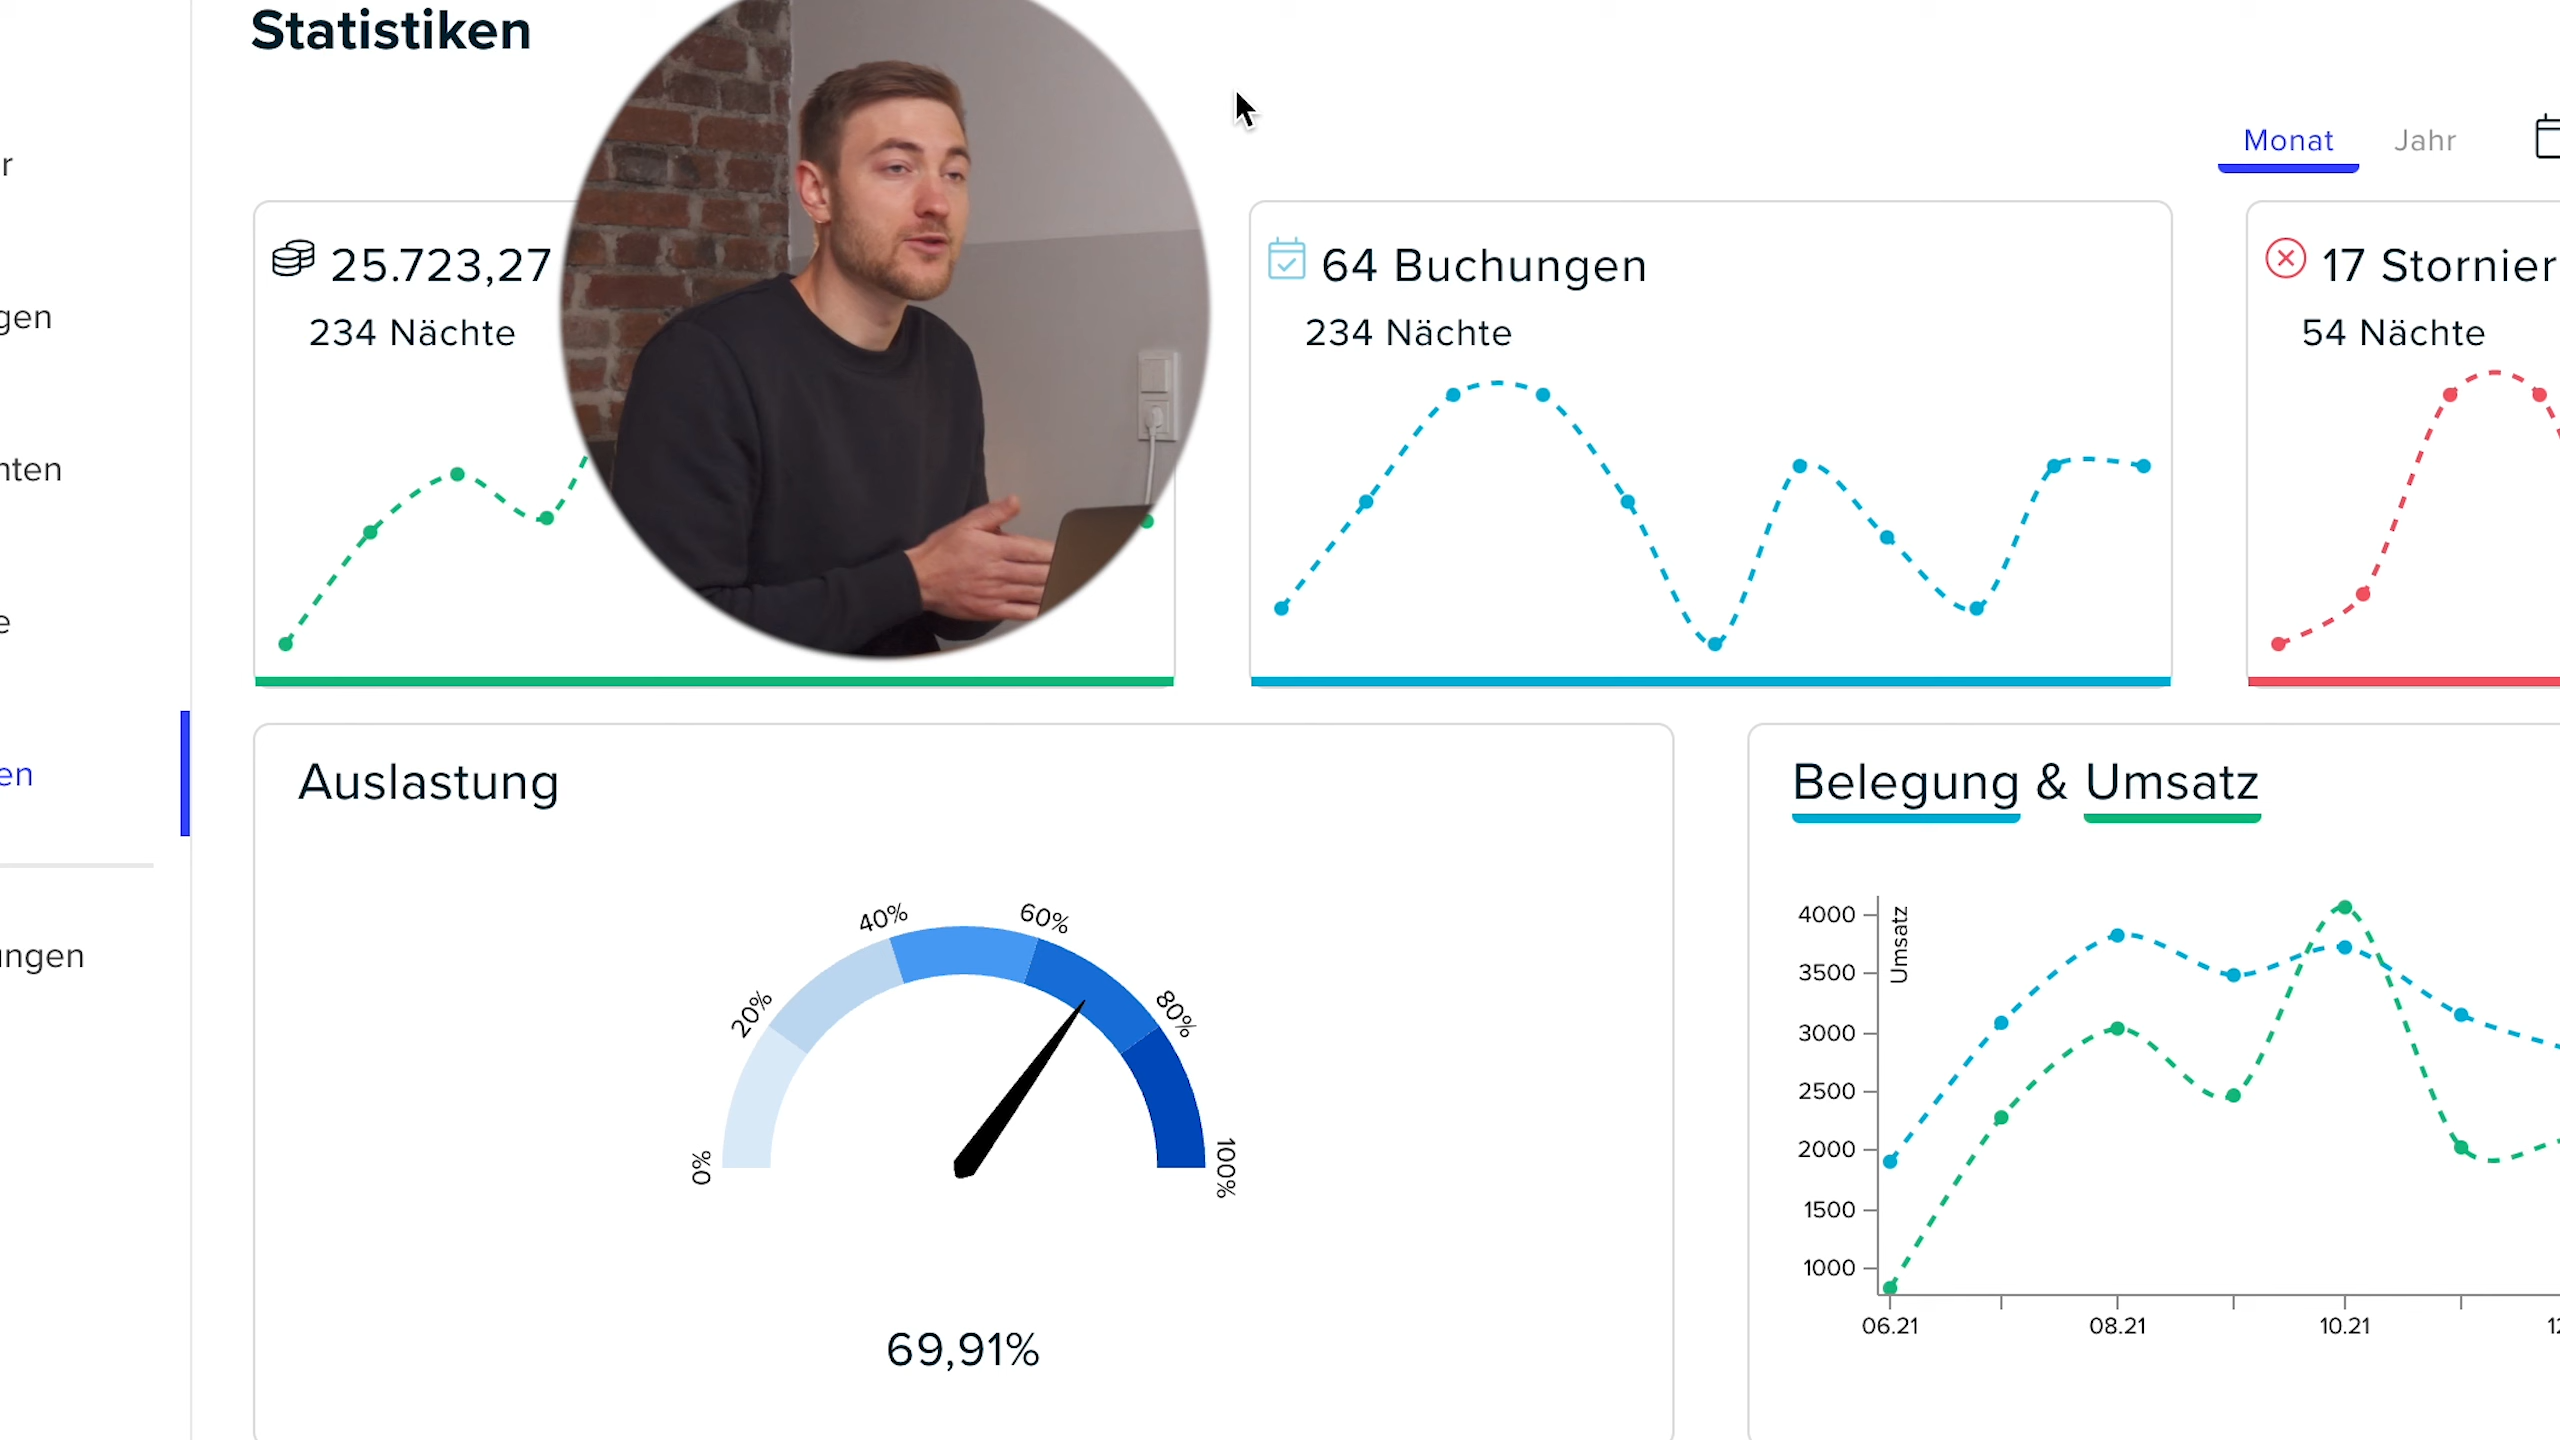 Statistiken
Monat Jahr
25.723,27
234 Nächte
64 Buchungen
234 Nächte
17 Stornier
54 Nächte
r
gen
nten
e
en
ungen
Auslastung
0%
20%
40%
60%
80%
100%
69,91%
Belegung & Umsatz
Umsatz
4000
3500
3000
2500
2000
1500
1000
06.21
08.21
10.21
12